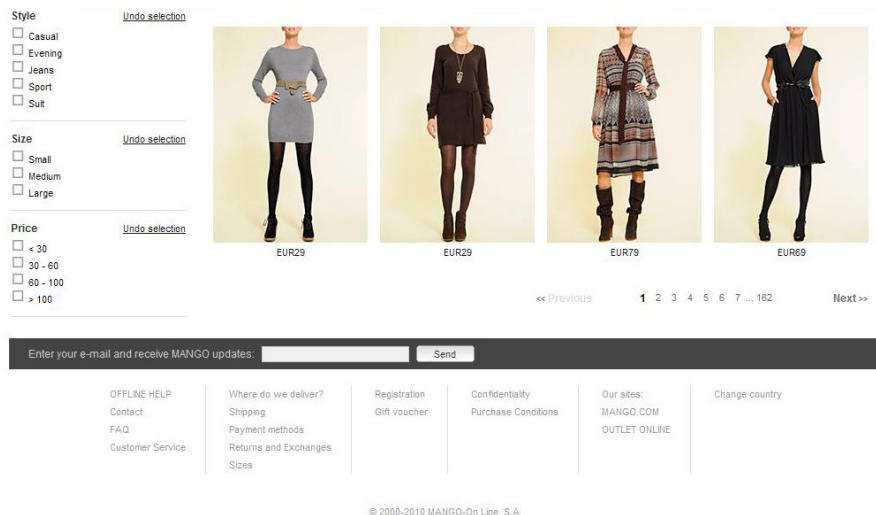 Style Undo selection
Casual
Evening
Jeans
Sport
Suit
Size Undo selection
Small
Medium
Large
Price Undo selection
< 30
30 - 60
60 - 100
> 100
EUR29 EUR29 EUR79 EUR69
<< Previous 1 2 3 4 5 6 7 ... 162 Next >>
Enter your e-mail and receive MANGO updates: Send
OFFLINE HELP
Contact
FAQ
Customer Service
Where do we deliver?
Shipping
Payment methods
Returns and Exchanges
Sizes
Registration
Gift voucher
Confidentiality
Purchase Conditions
Our sites:
MANGO.COM
OUTLET ONLINE
Change country
© 2000-2010 MANGO-On Line, S.A.